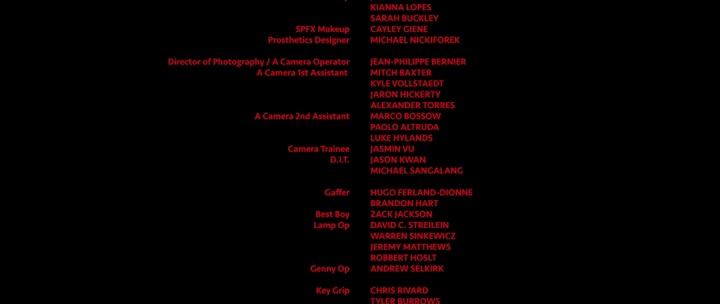 KIANNA LOPES
SARAH BUCKLEY
SPFX Makeup CAYLEY GIENE
Prosthetics Designer MICHAEL NICKIFOREK
Director of Photography / A Camera Operator JEAN-PHILIPPE BERNIER
A Camera 1st Assistant MITCH BAXTER
KYLE VOLLSTAEDT
JARON HICKERTY
ALEXANDER TORRES
A Camera 2nd Assistant MARCO BOSSOW
PAOLO ALTRUDA
LUKE HYLANDS
Camera Trainee JASMIN VU
D.I.T. JASON KWAN
MICHAEL SANGALANG
Gaffer HUGO FERLAND-DIONNE
BRANDON HART
Best Boy ZACK JACKSON
Lamp Op DAVID C. STREILEIN
WARREN SINKEWICZ
JEREMY MATTHEWS
ROBBERT HOSLT
Genny Op ANDREW SELKIRK
Key Grip CHRIS RIVARD
TYLER BURROWS